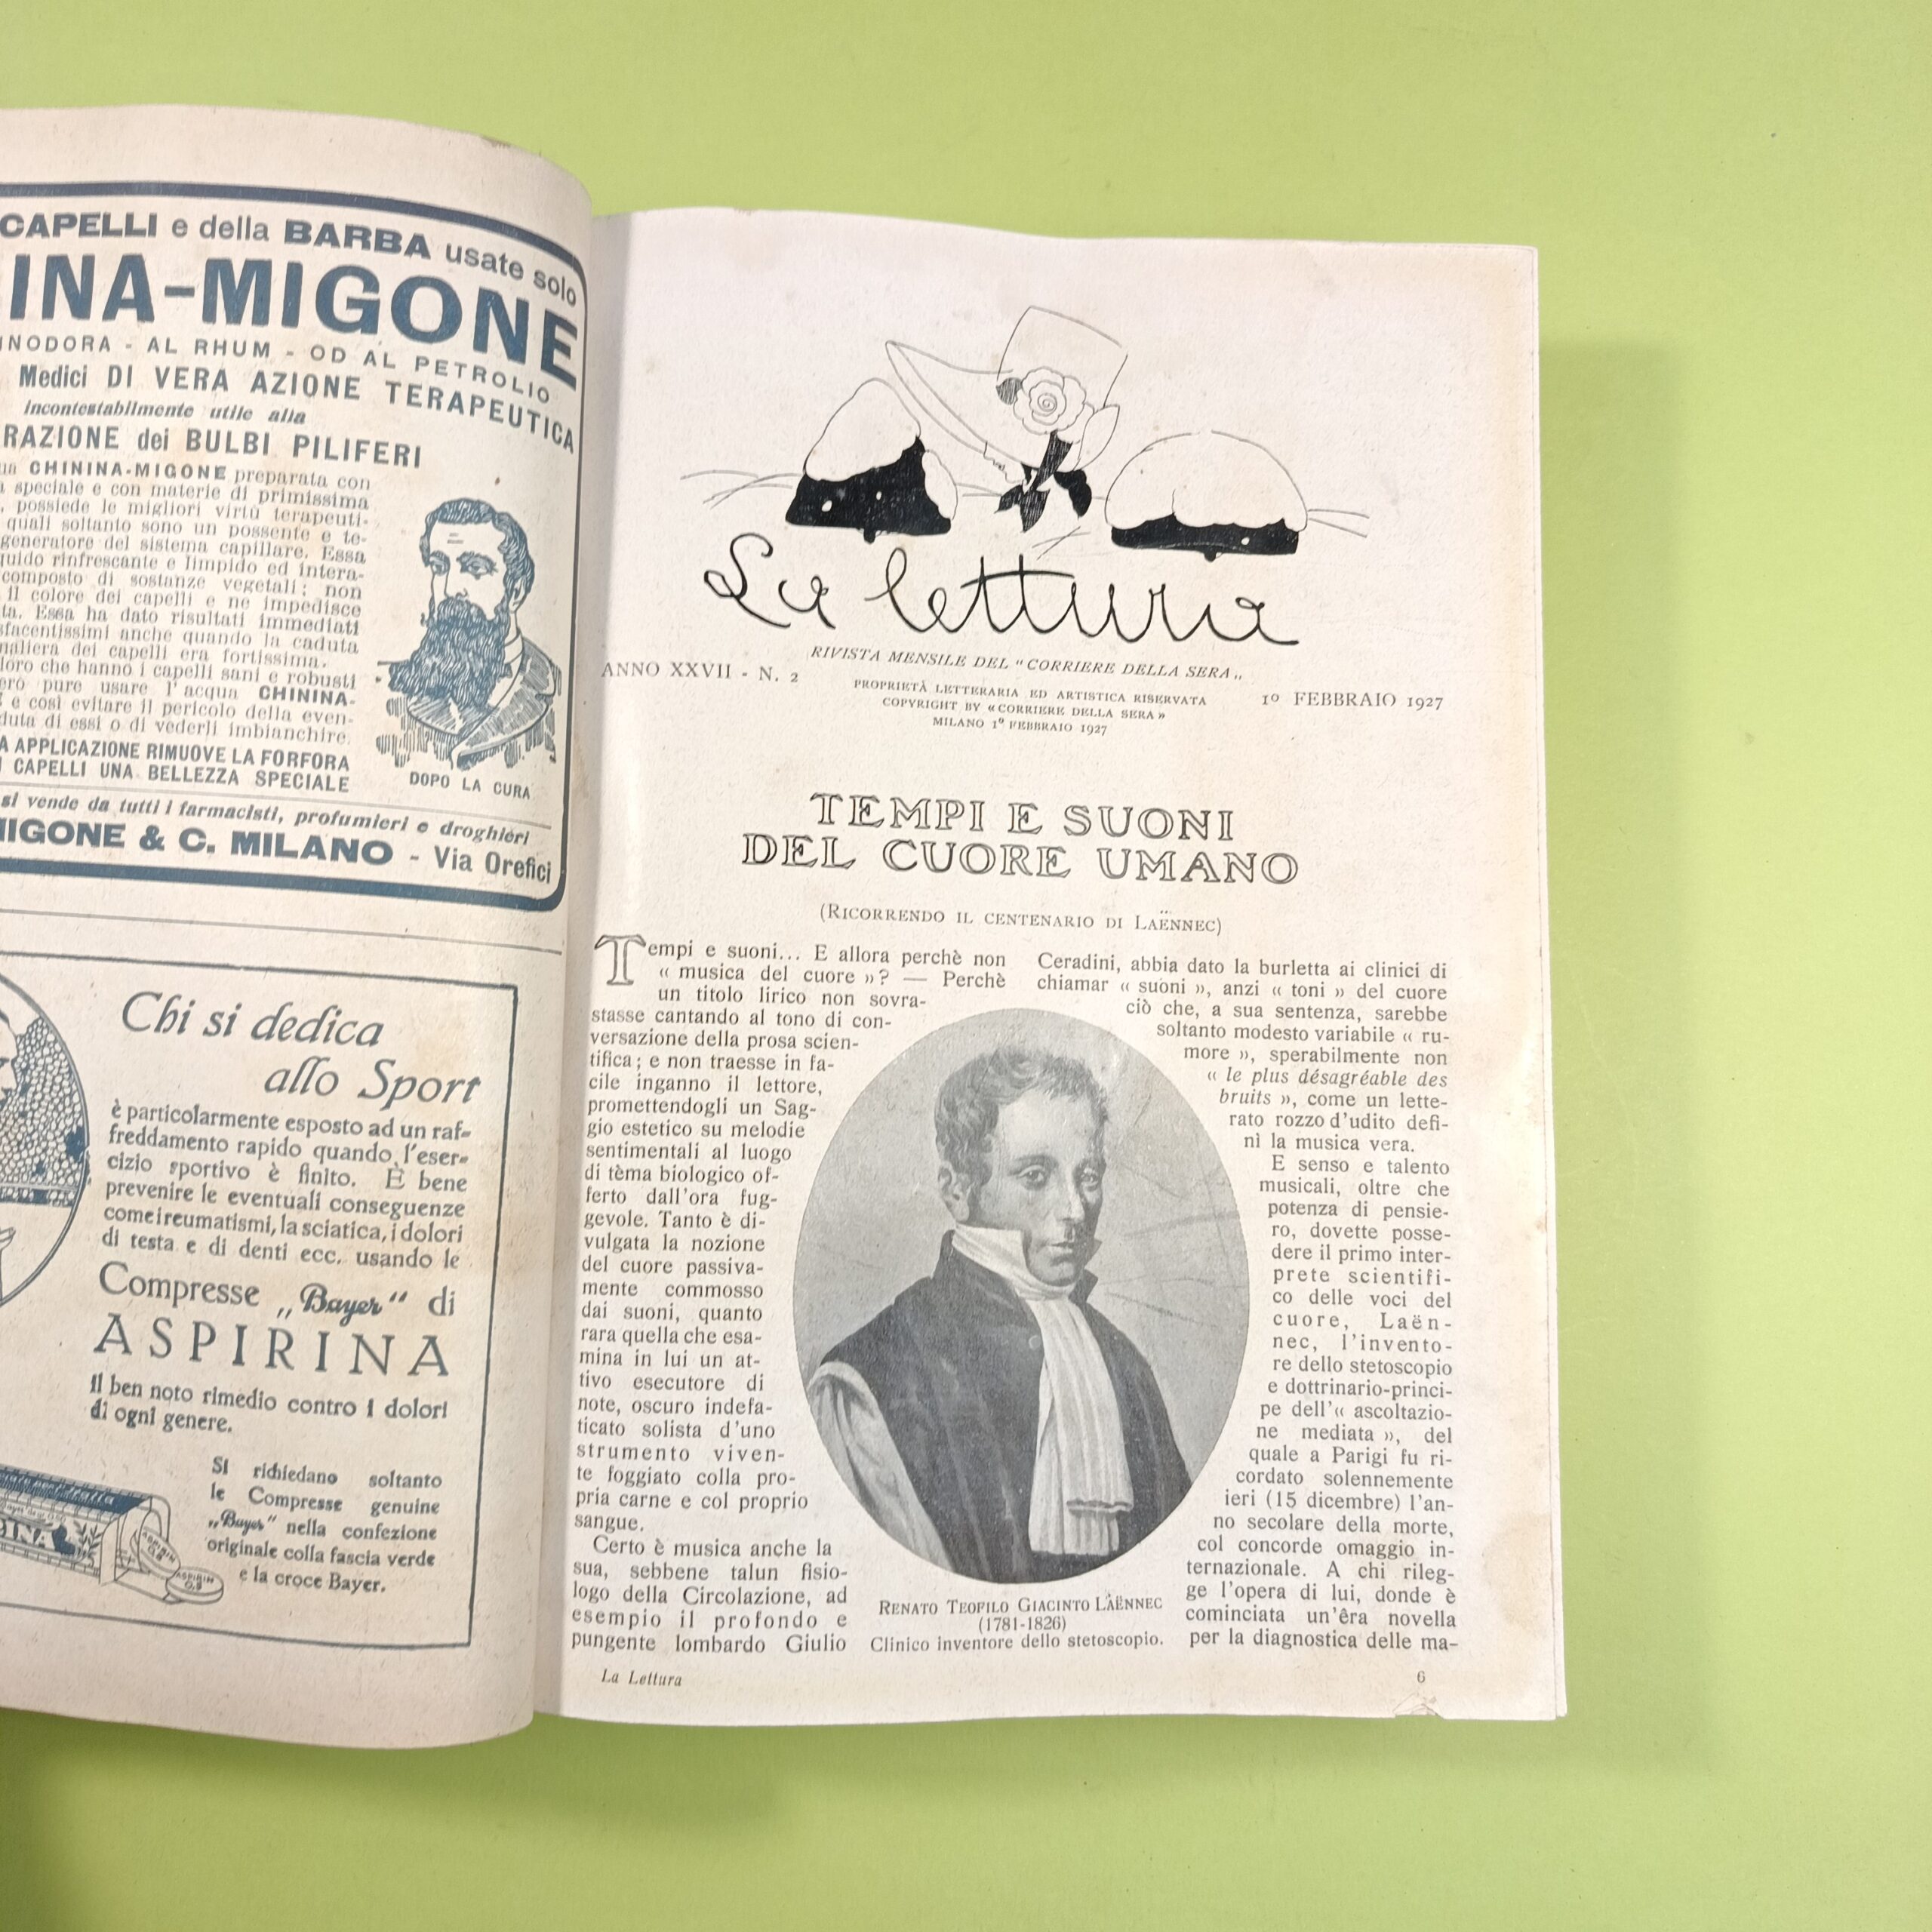 CAPELLI e della BARBA usate solo
INA-MIGONE
INODORA - AL RHUM - OD AL PETROLIO
Medici DI VERA AZIONE TERAPEUTICA
incontestabilmente utile alla
RAZIONE dei BULBI PILIFERI
CHININA-MIGONE preparata con
speciale e con materie di primissima
possiede le migliori virtù terapeuti-
quali soltanto sono un possente e te-
generatore del sistema capillare. Essa
quido rinfrescante e limpido ed intera-
composto di sostanze vegetali; non
il colore dei capelli e ne impedisce
ta. Essa ha dato risultati immediati
sfacentissimi anche quando la caduta
naliera dei capelli era fortissima.
loro che hanno i capelli sani e robusti
pure usare l'acqua CHININA-
e così evitare il pericolo della even-
duta di essi o di vederli imbianchire.
A APPLICAZIONE RIMUOVE LA FORFORA
I CAPELLI UNA BELLEZZA SPECIALE
DOPO LA CURA
si vende da tutti i farmacisti, profumieri e droghieri
MIGONE & C. MILANO - Via Orefici
Chi si dedica
allo Sport
è particolarmente esposto ad un raf-
freddamento rapido quando l'eser-
cizio sportivo è finito. È bene
prevenire le eventuali conseguenze
come i reumatismi, la sciatica, i dolori
di testa e di denti ecc. usando le
Compresse „Bayer“ di
ASPIRINA
Il ben noto rimedio contro i dolori
di ogni genere.
Si richiedano soltanto
le Compresse genuine
„Bayer“ nella confezione
originale colla fascia verde
e la croce Bayer.
La lettura
RIVISTA MENSILE DEL "CORRIERE DELLA SERA„
ANNO XXVII - N. 2
PROPRIETÀ LETTERARIA ED ARTISTICA RISERVATA
COPYRIGHT BY «CORRIERE DELLA SERA»
MILANO 1º FEBBRAIO 1927
1º FEBBRAIO 1927
TEMPI E SUONI
DEL CUORE UMANO
(RICORRENDO IL CENTENARIO DI LAËNNEC)
Tempi e suoni... E allora perchè non
« musica del cuore »? — Perchè
un titolo lirico non sovra-
stasse cantando al tono di con-
versazione della prosa scien-
tifica; e non traesse in fa-
cile inganno il lettore,
promettendogli un Sag-
gio estetico su melodie
sentimentali al luogo
di tèma biologico of-
ferto dall'ora fug-
gevole. Tanto è di-
vulgata la nozione
del cuore passiva-
mente commosso
dai suoni, quanto
rara quella che esa-
mina in lui un at-
tivo esecutore di
note, oscuro indefa-
ticato solista d'uno
strumento viven-
te foggiato colla pro-
pria carne e col proprio
sangue.
Certo è musica anche la
sua, sebbene talun fisio-
logo della Circolazione, ad
esempio il profondo e
pungente lombardo Giulio
Ceradini, abbia dato la burletta ai clinici di
chiamar « suoni », anzi « toni » del cuore
ciò che, a sua sentenza, sarebbe
soltanto modesto variabile « ru-
more », sperabilmente non
« le plus désagréable des
bruits », come un lette-
rato rozzo d'udito defi-
nì la musica vera.
E senso e talento
musicali, oltre che
potenza di pensie-
ro, dovette posse-
dere il primo inter-
prete scientifi-
co delle voci del
cuore, Laën-
nec, l'invento-
re dello stetoscopio
e dottrinario-princi-
pe dell'« ascoltazio-
ne mediata », del
quale a Parigi fu ri-
cordato solennemente
ieri (15 dicembre) l'an-
no secolare della morte,
col concorde omaggio in-
ternazionale. A chi rileg-
ge l'opera di lui, donde è
cominciata un'êra novella
per la diagnostica delle ma-
RENATO TEOFILO GIACINTO LAËNNEC
(1781-1826)
Clinico inventore dello stetoscopio.
La Lettura
6